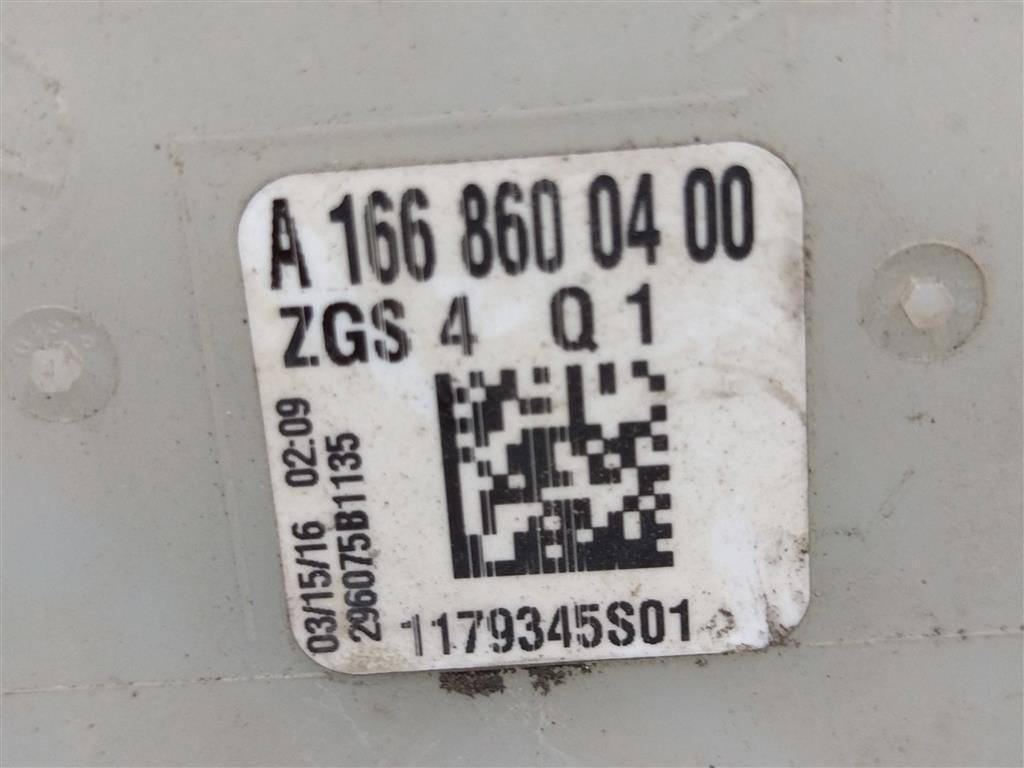 A 166 860 04 00
ZGS 4 Q 1
03/15/16 02:09
296075B1135
1179345S01